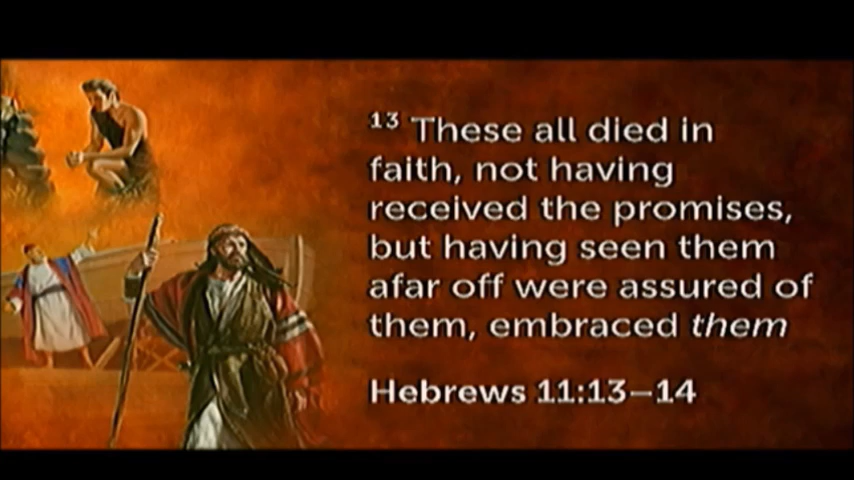 13 These all died in
faith, not having
received the promises,
but having seen them
afar off were assured of
them, embraced them
Hebrews 11:13–14